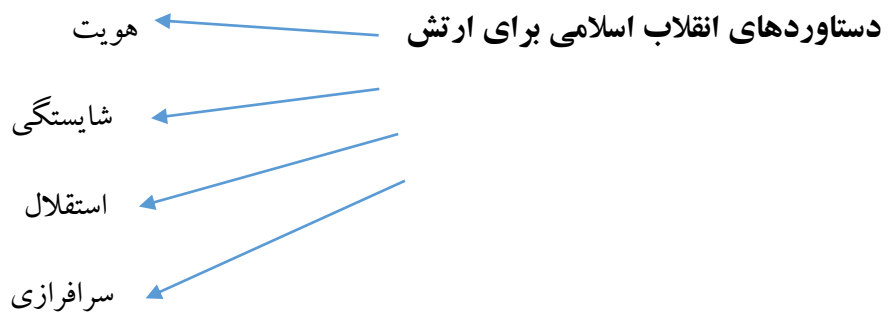 دستاوردهای انقلاب اسلامی برای ارتش
هویت
شایستگی
استقلال
سرافرازی